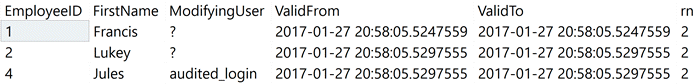 EmployeeID FirstName ModifyingUser ValidFrom ValidTo rn
1 Francis ? 2017-01-27 20:58:05.5247559 2017-01-27 20:58:05.5247559 2
2 Lukey ? 2017-01-27 20:58:05.5297555 2017-01-27 20:58:05.5297555 2
4 Jules audited_login 2017-01-27 20:58:05.5297555 2017-01-27 20:58:05.5297555 2